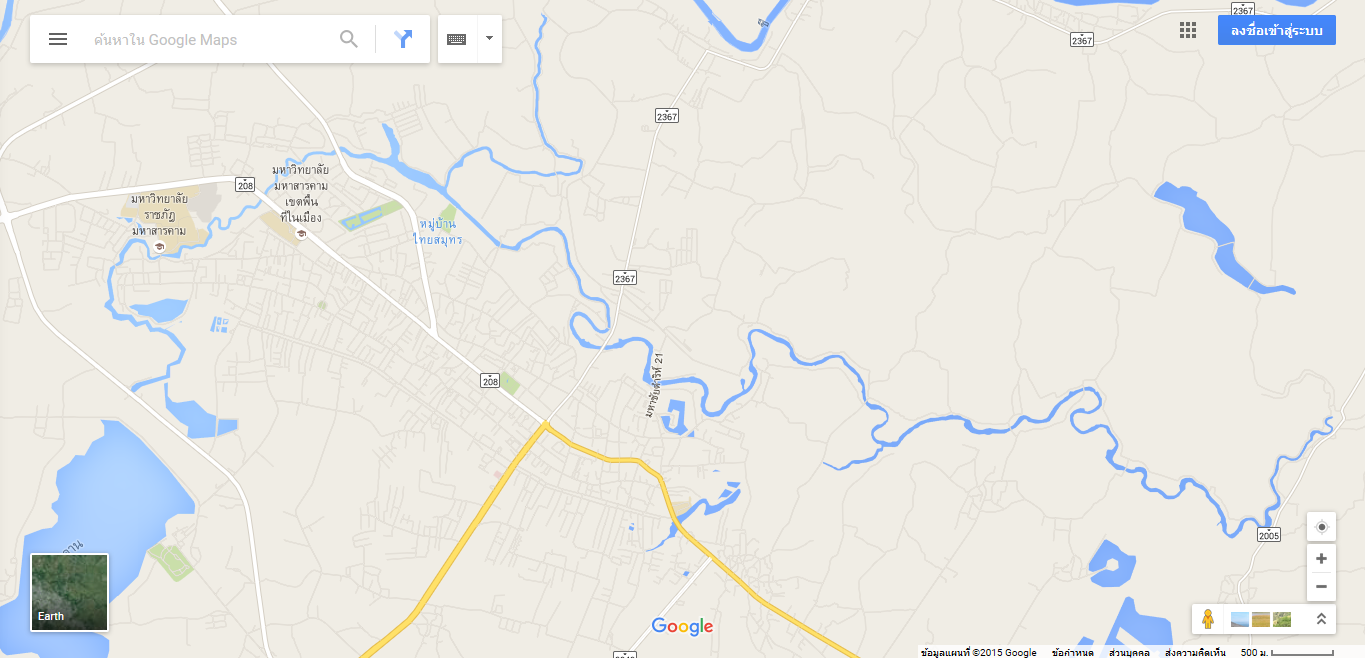 2367
ค้นหาใน Google Maps
ลงชื่อเข้าสู่ระบบ
2367
2367
มหาวิทยาลัย
มหาสารคาม
เขตพื้น
ที่ในเมือง
208
มหาวิทยาลัย
ราชภัฏ
มหาสารคาม
หมู่บ้าน
ไทยสมุทร
2367
208
2005
Earth
Google
ข้อมูลแผนที่ ©2015 Google ข้อกำหนด ส่วนบุคคล ส่งความคิดเห็น 500 ม.